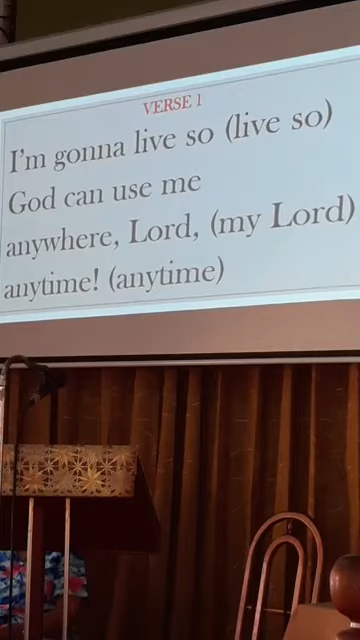 VERSE 1
I'm gonna live so (live so)
God can use me
anywhere, Lord, (my Lord)
anytime! (anytime)